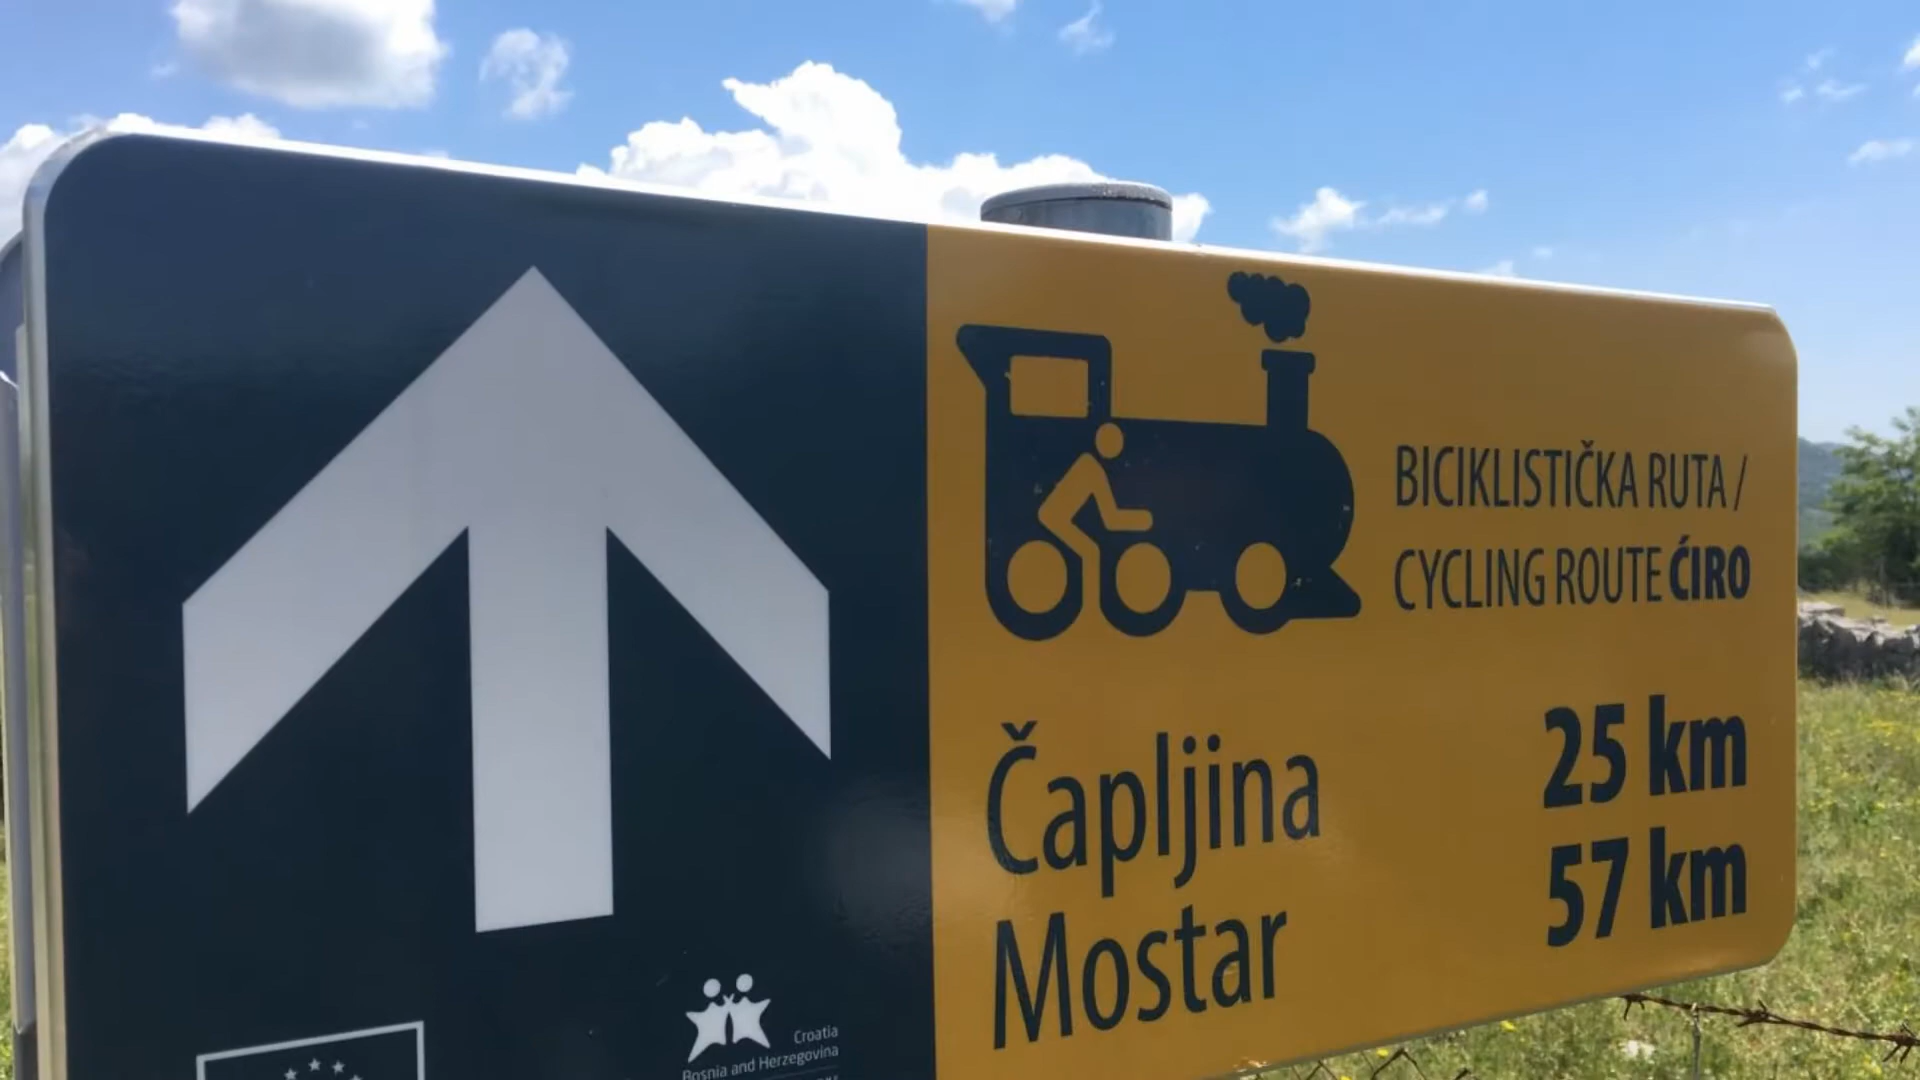 BICIKLISTIČKA RUTA /
CYCLING ROUTE ĆIRO
Čapljina 25 km
Mostar 57 km
Croatia
Bosnia and Herzegovina